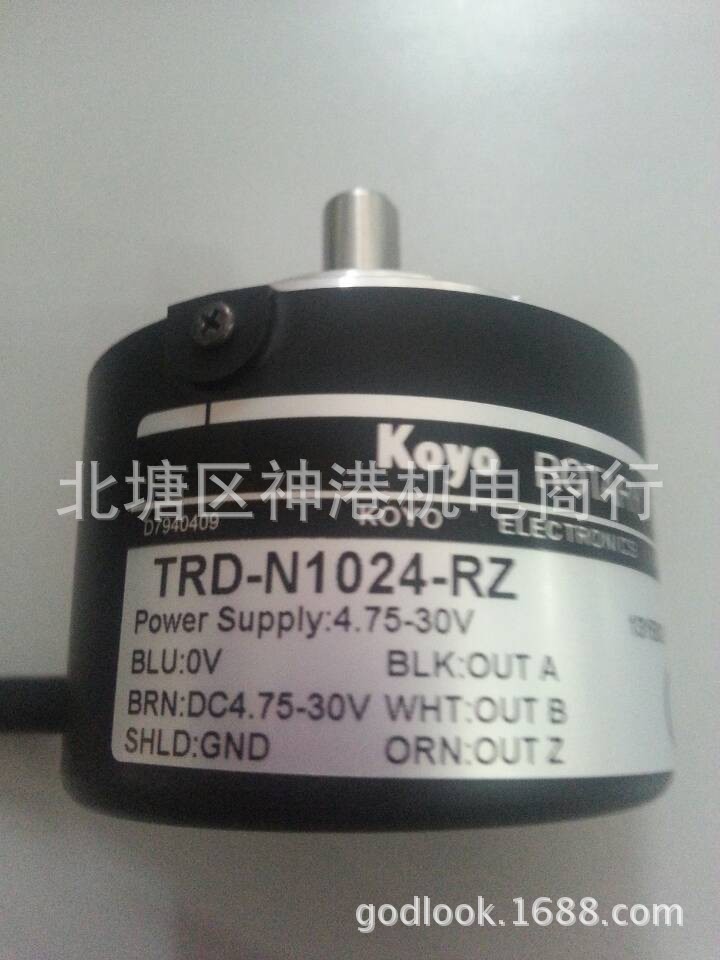 Koyo
北塘区神港机电商行
D7940409 KOYO ELECTRONICS
TRD-N1024-RZ
Power Supply:4.75-30V
BLU:0V BLK:OUT A
BRN:DC4.75-30V WHT:OUT B
SHLD:GND ORN:OUT Z
godlook.1688.com